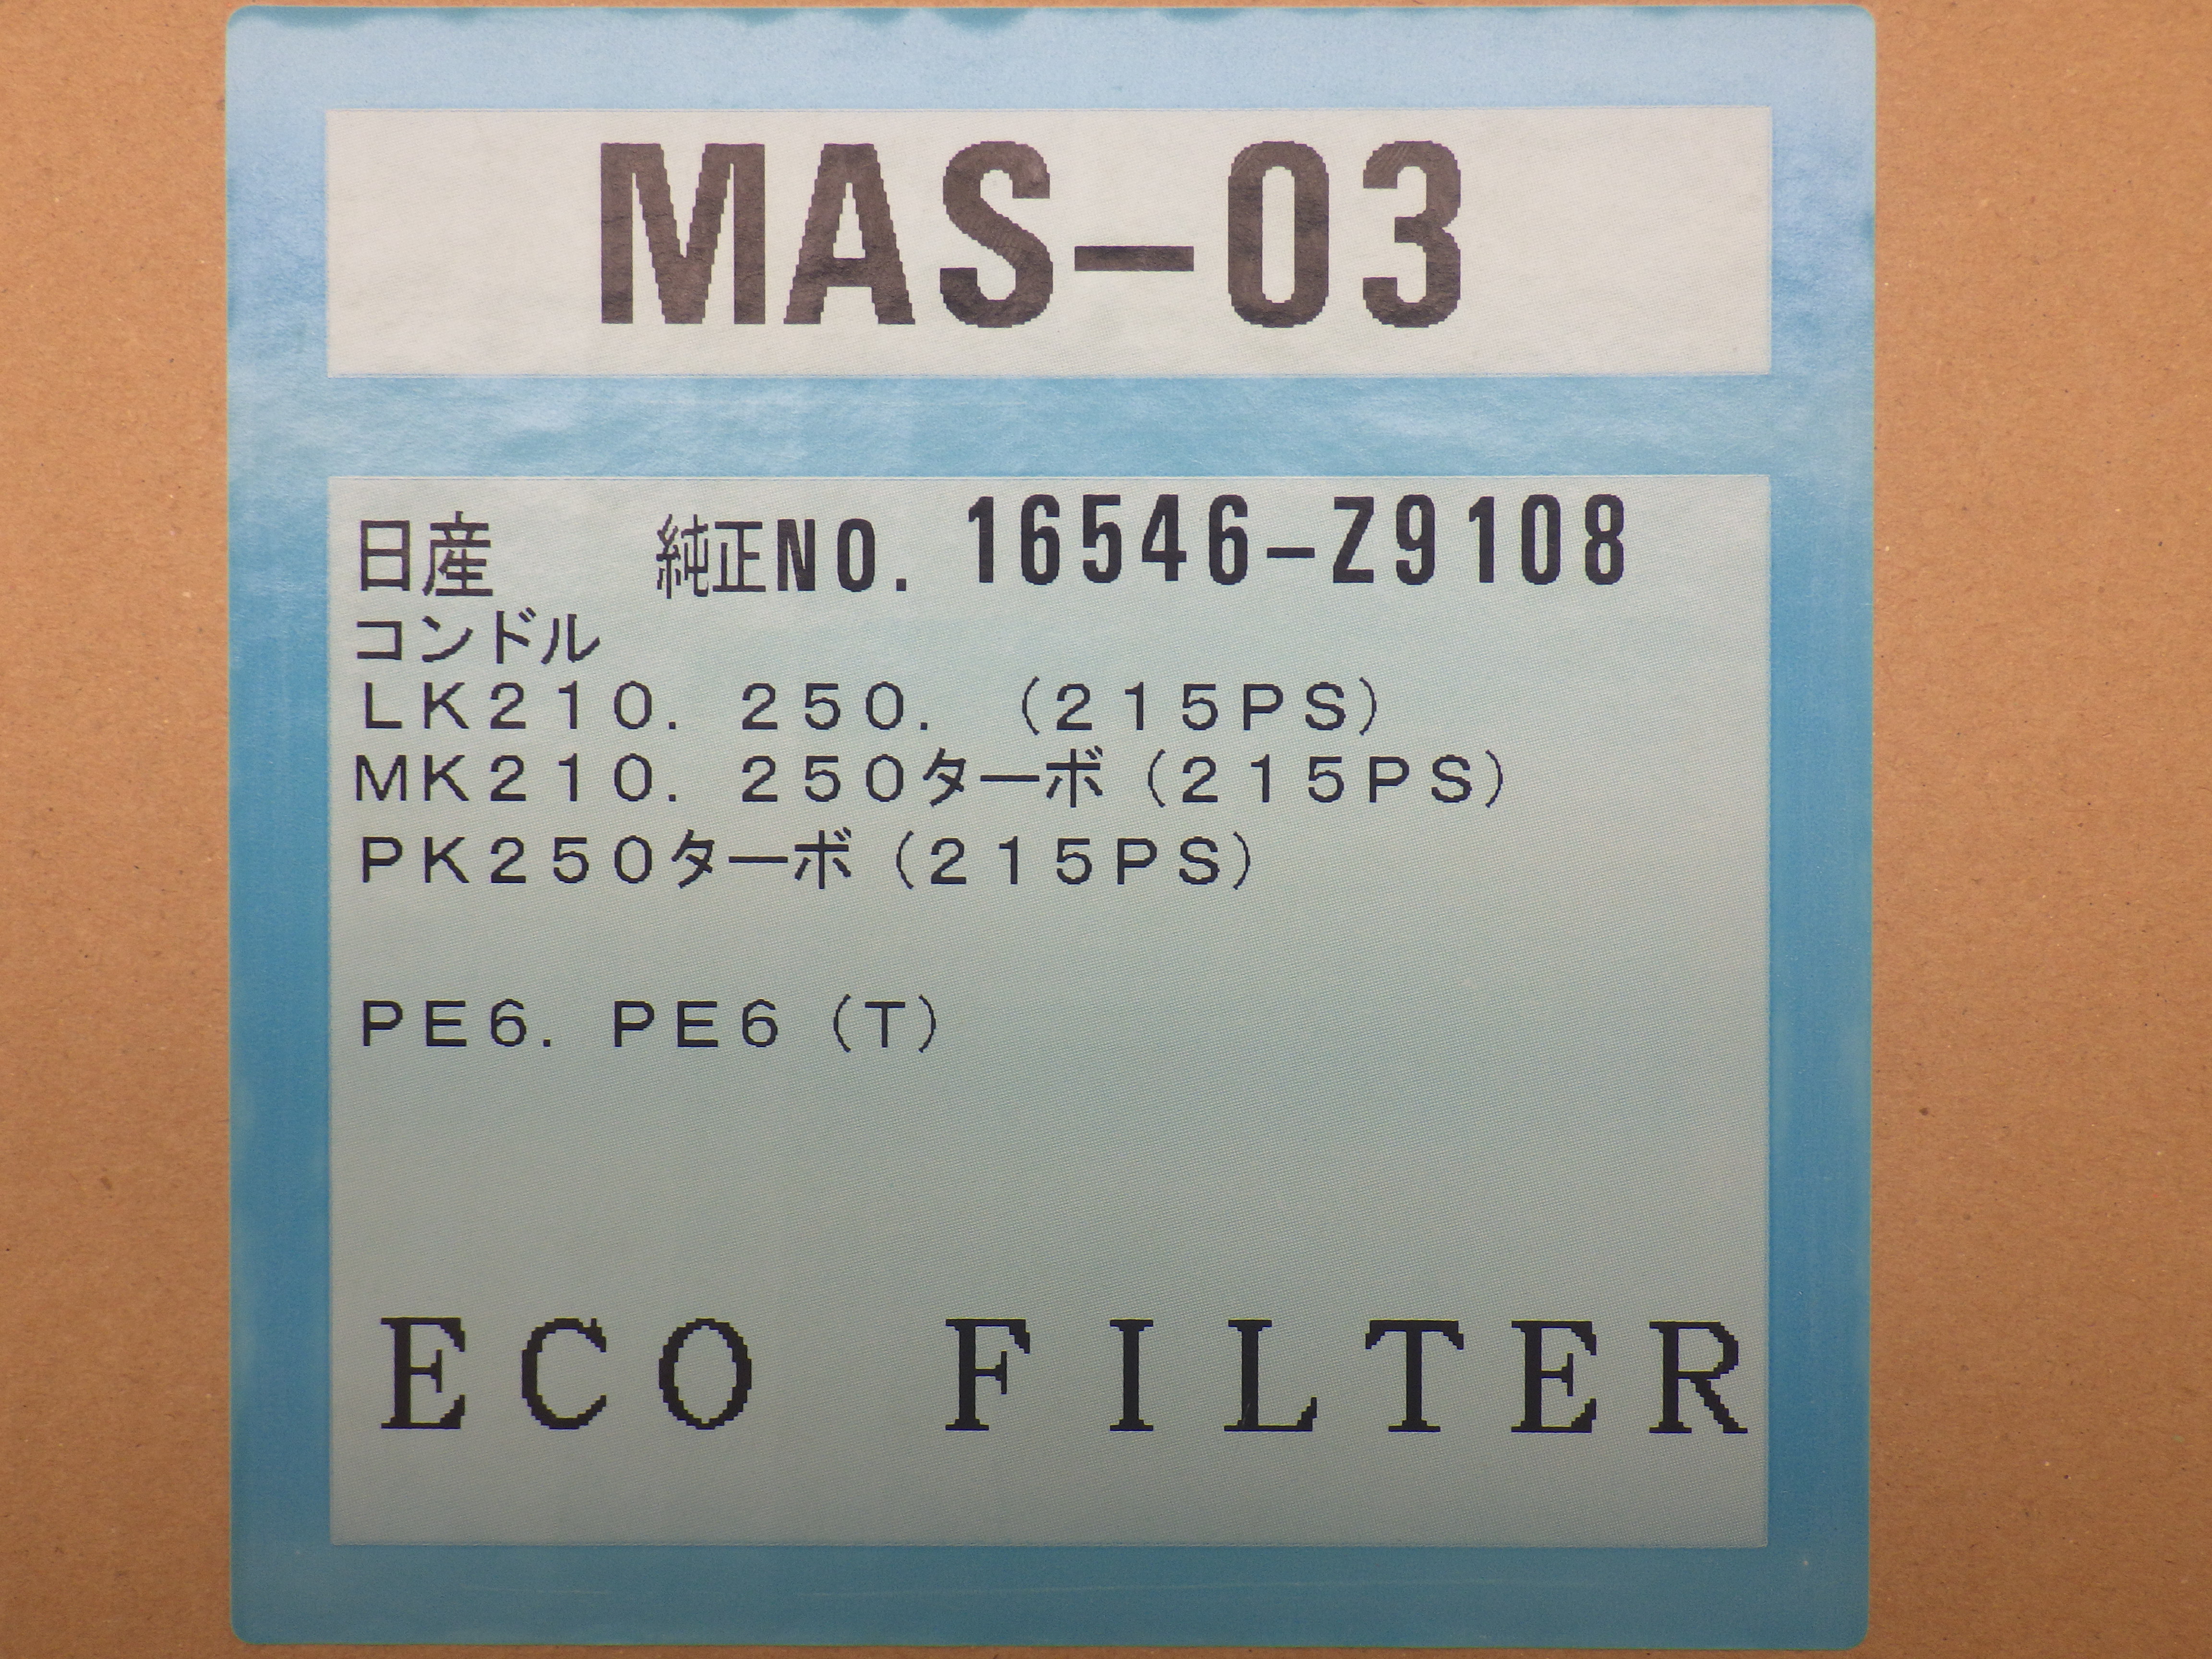 MAS-03
日産　純正NO. 16546-Z9108
コンドル
LK210. 250. (215PS)
MK210. 250ターボ(215PS)
PK250ターボ(215PS)
PE6. PE6(T)
ECO FILTER